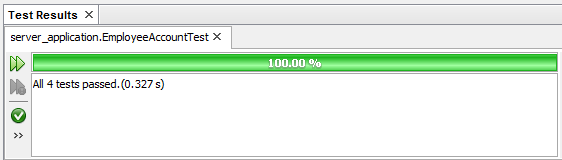 Test Results
server_application.EmployeeAccountTest
100.00 %
All 4 tests passed.(0.327 s)
>>